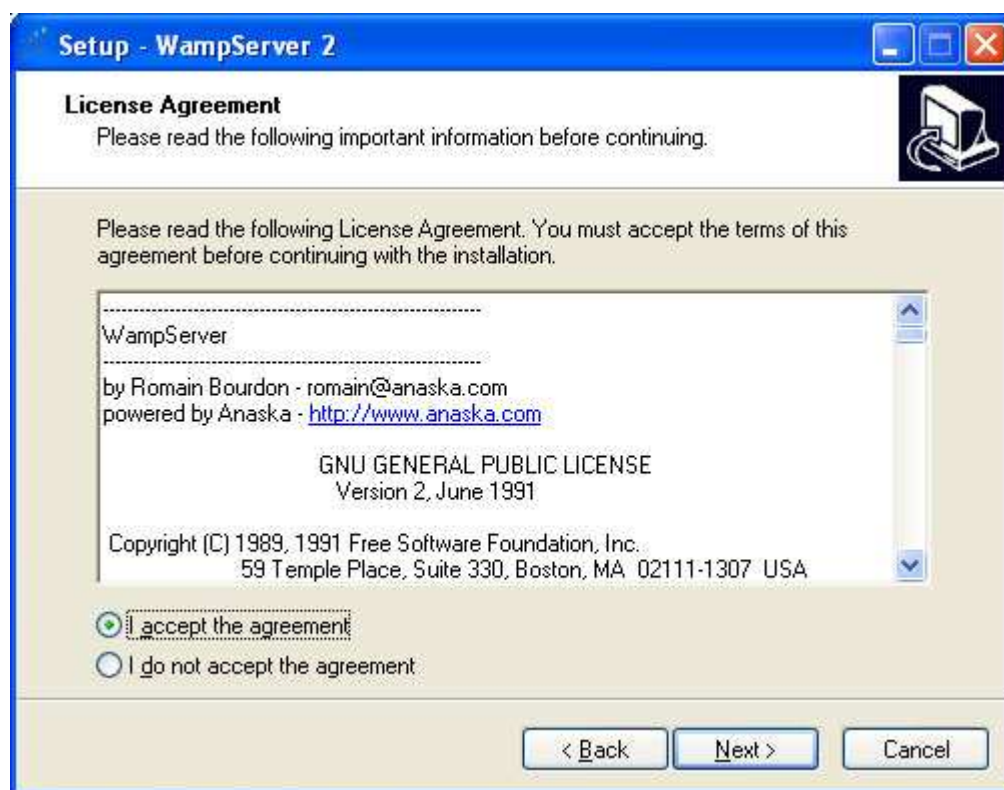 Setup - WampServer 2
License Agreement
Please read the following important information before continuing.
Please read the following License Agreement. You must accept the terms of this
agreement before continuing with the installation.
------------------------------------------------------------
WampServer
------------------------------------------------------------
by Romain Bourdon - romain@anaska.com
powered by Anaska - http://www.anaska.com
GNU GENERAL PUBLIC LICENSE
Version 2, June 1991
Copyright (C) 1989, 1991 Free Software Foundation, Inc.
59 Temple Place, Suite 330, Boston, MA 02111-1307 USA
I accept the agreement
I do not accept the agreement
< Back
Next >
Cancel